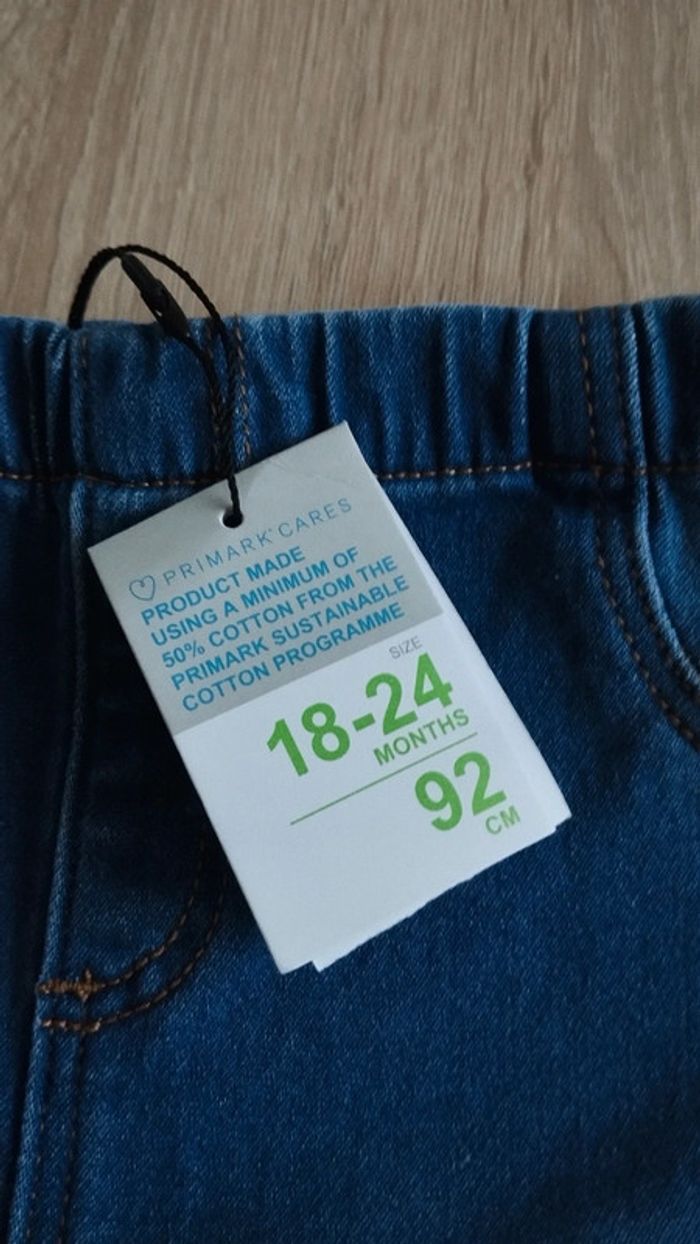 PRIMARK® CARES
PRODUCT MADE
USING A MINIMUM OF
50% COTTON FROM THE
PRIMARK SUSTAINABLE
COTTON PROGRAMME
SIZE
18-24
MONTHS
92
CM